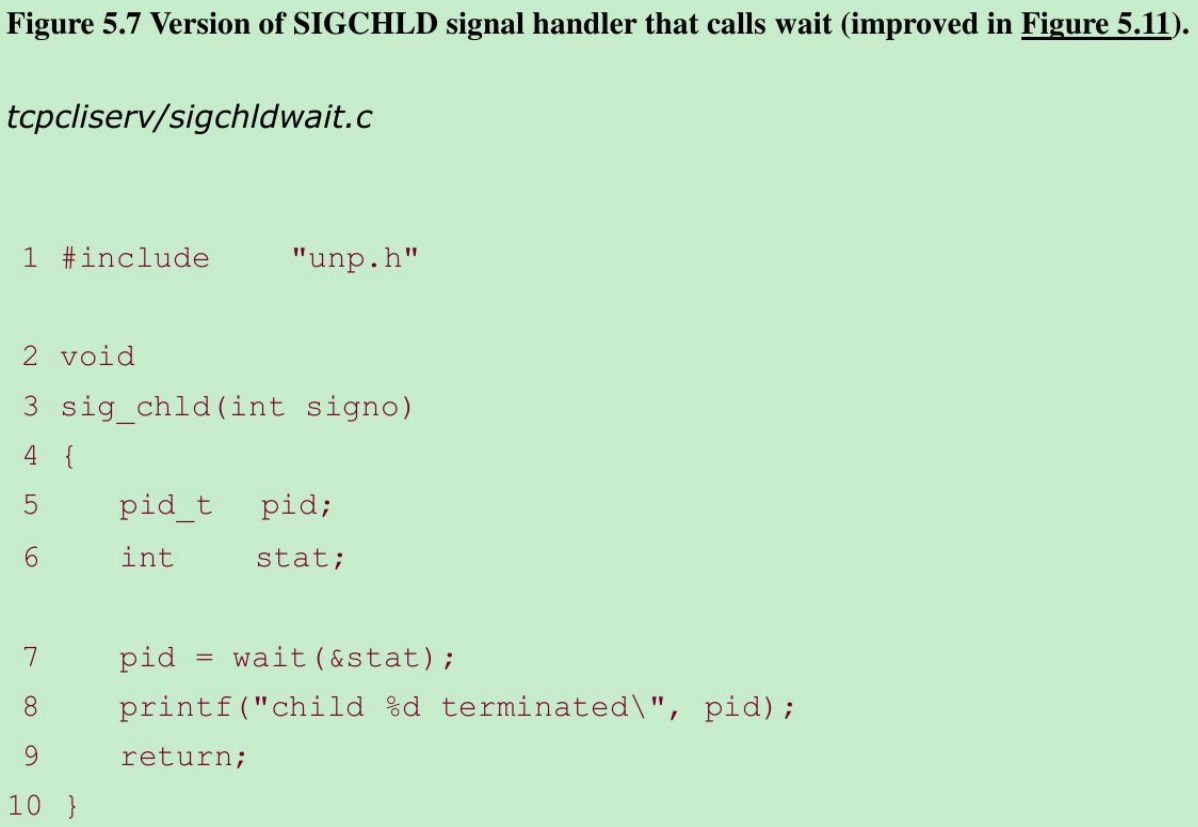 Figure 5.7 Version of SIGCHLD signal handler that calls wait (improved in Figure 5.11).
tcpcliserv/sigchldwait.c
1 #include    "unp.h"
2 void
3 sig_chld(int signo)
4 {
5     pid_t   pid;
6     int     stat;
7     pid = wait(&stat);
8     printf("child %d terminated\", pid);
9     return;
10 }